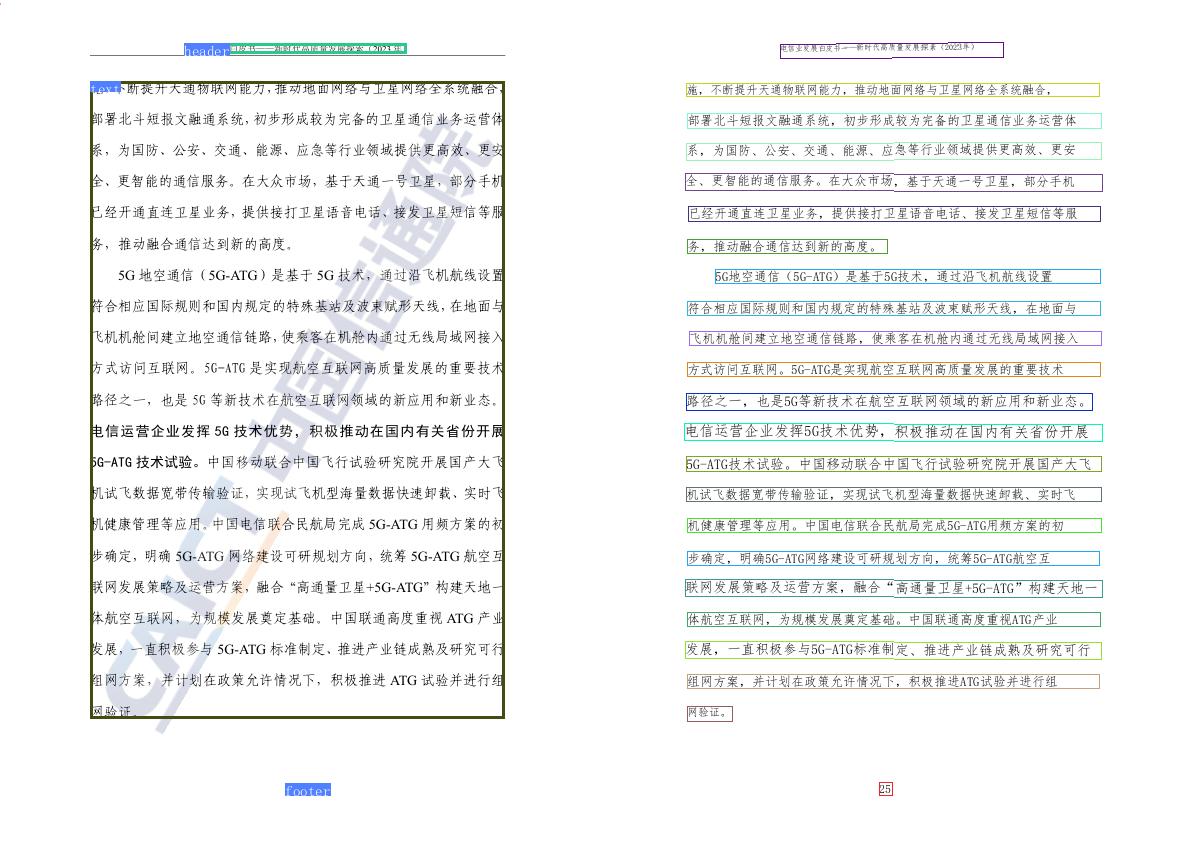 header
皮书——新时代高质量发展探索（2023 年）
text
不断提升天通物联网能力，推动地面网络与卫星网络全系统融合，
部署北斗短报文融通系统，初步形成较为完备的卫星通信业务运营体
系，为国防、公安、交通、能源、应急等行业领域提供更高效、更安
全、更智能的通信服务。在大众市场，基于天通一号卫星，部分手机
已经开通直连卫星业务，提供接打卫星语音电话、接发卫星短信等服
务，推动融合通信达到新的高度。
5G 地空通信（5G-ATG）是基于 5G 技术，通过沿飞机航线设置
符合相应国际规则和国内规定的特殊基站及波束赋形天线，在地面与
飞机机舱间建立地空通信链路，使乘客在机舱内通过无线局域网接入
方式访问互联网。5G-ATG 是实现航空互联网高质量发展的重要技术
路径之一，也是 5G 等新技术在航空互联网领域的新应用和新业态。
电信运营企业发挥 5G 技术优势，积极推动在国内有关省份开展
5G-ATG 技术试验。中国移动联合中国飞行试验研究院开展国产大飞
机试飞数据宽带传输验证，实现试飞机型海量数据快速卸载、实时飞
机健康管理等应用。中国电信联合民航局完成 5G-ATG 用频方案的初
步确定，明确 5G-ATG 网络建设可研规划方向，统筹 5G-ATG 航空互
联网发展策略及运营方案，融合“高通量卫星+5G-ATG”构建天地一
体航空互联网，为规模发展奠定基础。中国联通高度重视 ATG 产业
发展，一直积极参与 5G-ATG 标准制定、推进产业链成熟及研究可行
组网方案，并计划在政策允许情况下，积极推进 ATG 试验并进行组
网验证。
CAICT 中国信通院
footer
电信业发展白皮书——新时代高质量发展探索（2023年）
施，不断提升天通物联网能力，推动地面网络与卫星网络全系统融合，
部署北斗短报文融通系统，初步形成较为完备的卫星通信业务运营体
系，为国防、公安、交通、能源、应急等行业领域提供更高效、更安
全、更智能的通信服务。在大众市场，基于天通一号卫星，部分手机
已经开通直连卫星业务，提供接打卫星语音电话、接发卫星短信等服
务，推动融合通信达到新的高度。
5G地空通信（5G-ATG）是基于5G技术，通过沿飞机航线设置
符合相应国际规则和国内规定的特殊基站及波束赋形天线，在地面与
飞机机舱间建立地空通信链路，使乘客在机舱内通过无线局域网接入
方式访问互联网。5G-ATG是实现航空互联网高质量发展的重要技术
路径之一，也是5G等新技术在航空互联网领域的新应用和新业态。
电信运营企业发挥5G技术优势，积极推动在国内有关省份开展
5G-ATG技术试验。中国移动联合中国飞行试验研究院开展国产大飞
机试飞数据宽带传输验证，实现试飞机型海量数据快速卸载、实时飞
机健康管理等应用。中国电信联合民航局完成5G-ATG用频方案的初
步确定，明确5G-ATG网络建设可研规划方向，统筹5G-ATG航空互
联网发展策略及运营方案，融合“高通量卫星+5G-ATG”构建天地一
体航空互联网，为规模发展奠定基础。中国联通高度重视ATG产业
发展，一直积极参与5G-ATG标准制定、推进产业链成熟及研究可行
组网方案，并计划在政策允许情况下，积极推进ATG试验并进行组
网验证。
25